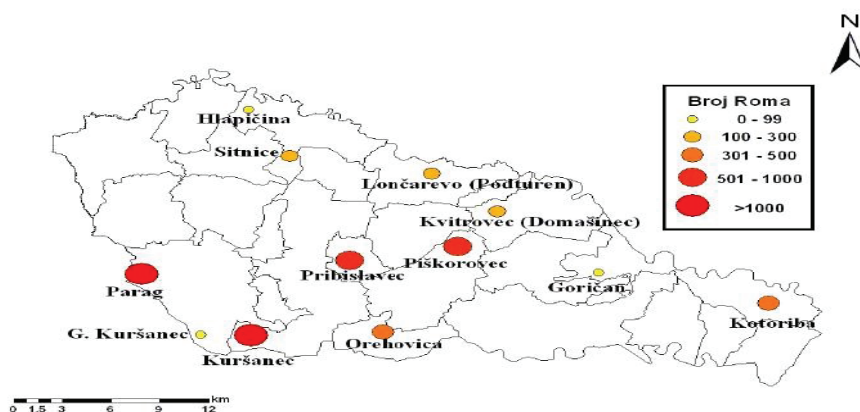 N
Hlapičina
Sitnice
Lončarevo (Podturen)
Kvitrovec (Domašinec)
Pribislavec
Piškorovec
Goričan
Parag
Kotoriba
G. Kuršanec
Kuršanec
Orehovica
Broj Roma
0 - 99
100 - 300
301 - 500
501 - 1000
>1000
km
0 1.5 3 6 9 12